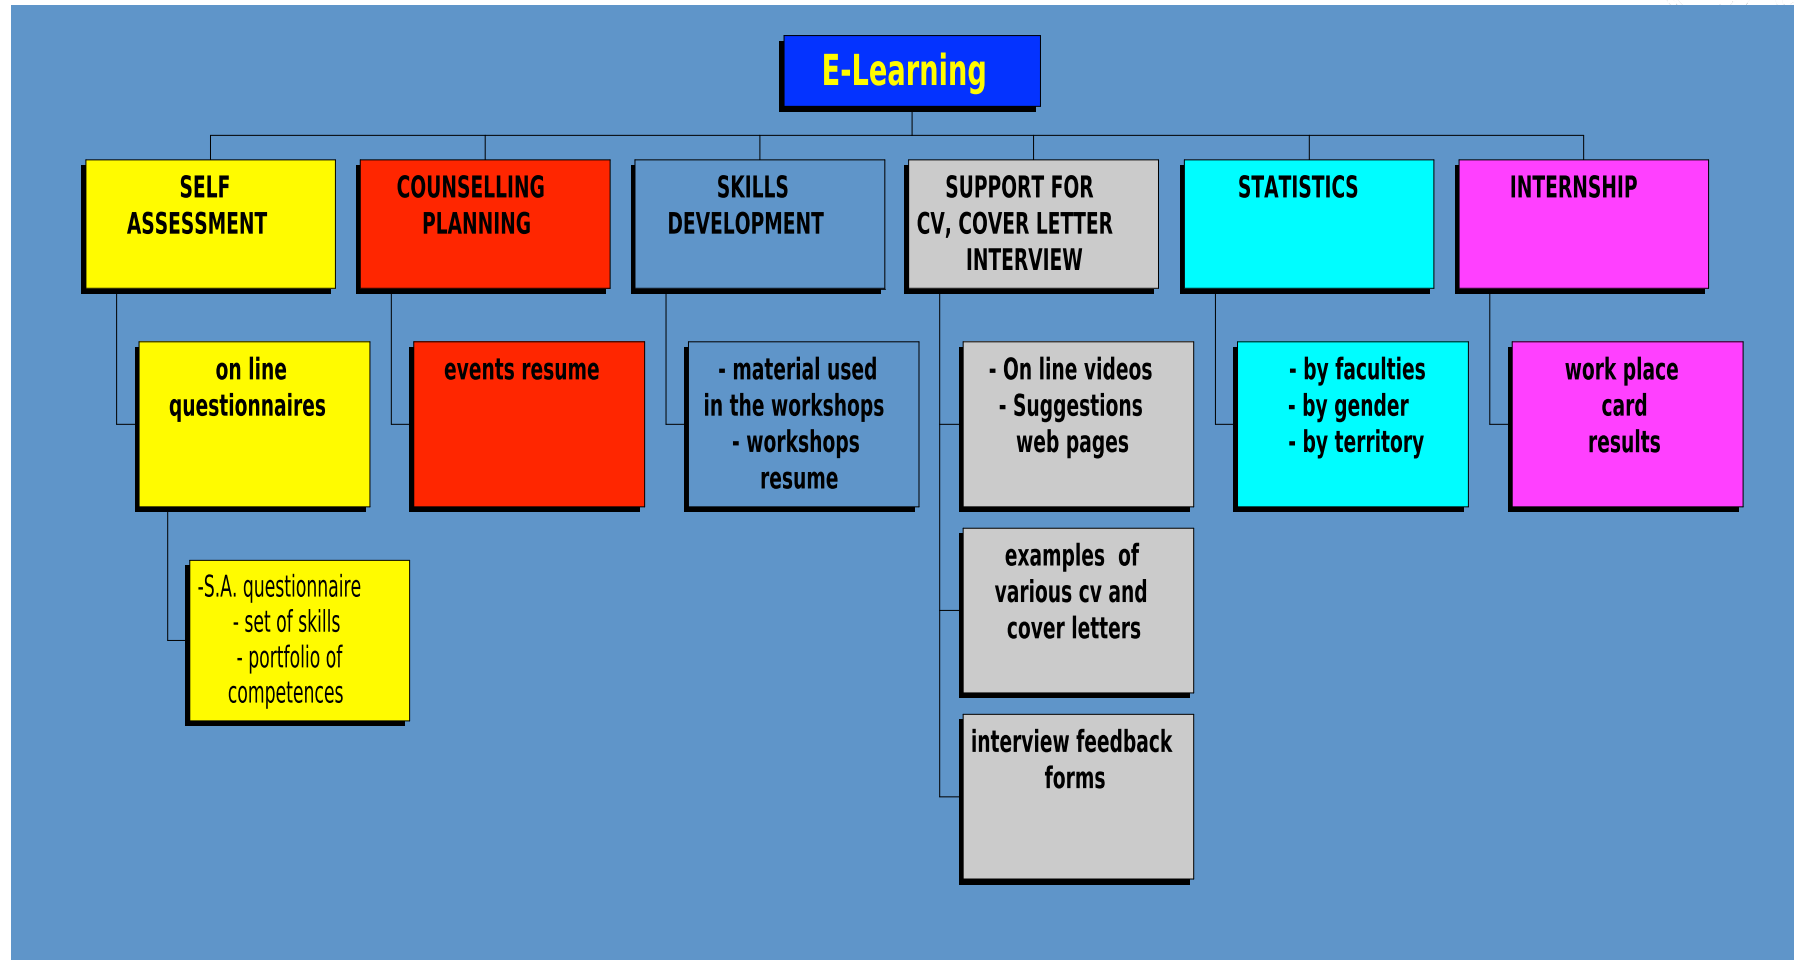 E-Learning
SELF
ASSESSMENT
COUNSELLING
PLANNING
SKILLS
DEVELOPMENT
SUPPORT FOR
CV, COVER LETTER
INTERVIEW
STATISTICS
INTERNSHIP
on line
questionnaires
events resume
- material used
in the workshops
- workshops
resume
- On line videos
- Suggestions
web pages
- by faculties
- by gender
- by territory
work place
card
results
-S.A. questionnaire
- set of skills
- portfolio of
competences
examples  of
various cv and
cover letters
interview feedback
forms